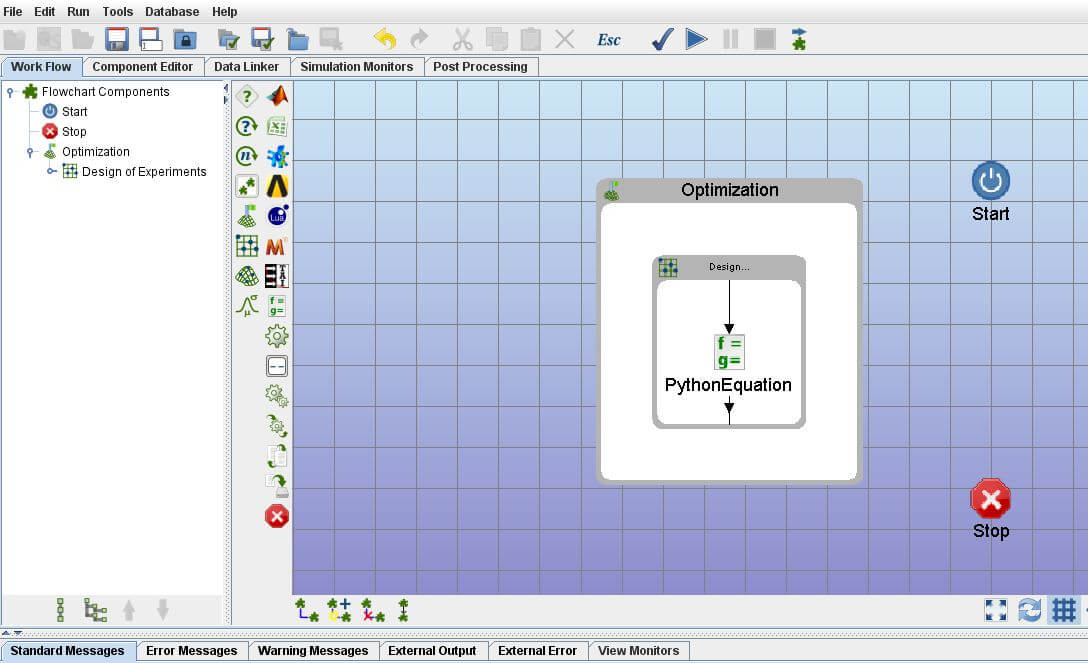 File Edit Run Tools Database Help
Esc
Work Flow Component Editor Data Linker Simulation Monitors Post Processing
Flowchart Components
Start
Stop
Optimization
Design of Experiments
?
?
n
Lua
M
μ σ
f =
g=
Optimization
Design...
f =
g=
PythonEquation
Start
Stop
Standard Messages Error Messages Warning Messages External Output External Error View Monitors